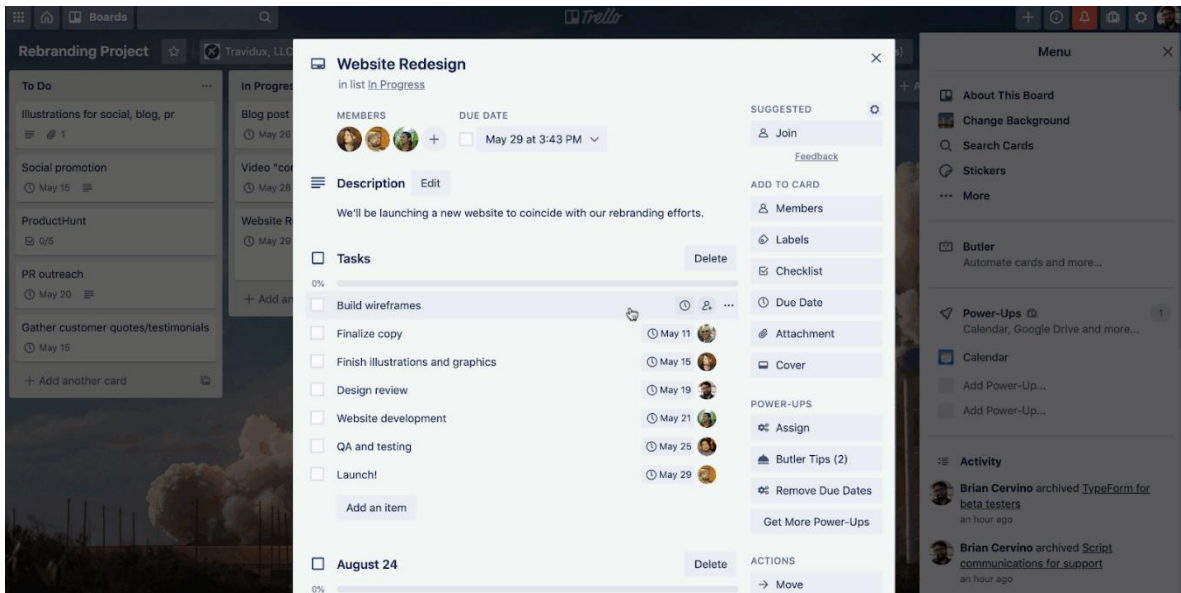 Boards
Trello
Rebranding Project
Travidux, LLC
To Do
Illustrations for social, blog, pr
1
Social promotion
May 15
ProductHunt
0/5
PR outreach
May 20
Gather customer quotes/testimonials
May 15
+ Add another card
In Progres
Blog post
May 26
Video "con
May 28
Website R
May 29
+ Add an
Website Redesign
in list In Progress
MEMBERS
DUE DATE
May 29 at 3:43 PM
Description
Edit
We'll be launching a new website to coincide with our rebranding efforts.
Tasks
Delete
0%
Build wireframes
Finalize copy
May 11
Finish illustrations and graphics
May 15
Design review
May 19
Website development
May 21
QA and testing
May 25
Launch!
May 29
Add an item
August 24
Delete
0%
SUGGESTED
Join
Feedback
ADD TO CARD
Members
Labels
Checklist
Due Date
Attachment
Cover
POWER-UPS
Assign
Butler Tips (2)
Remove Due Dates
Get More Power-Ups
ACTIONS
→ Move
Menu
About This Board
Change Background
Search Cards
Stickers
More
Butler
Automate cards and more...
Power-Ups
1
Calendar, Google Drive and more...
Calendar
Add Power-Up...
Add Power-Up...
Activity
Brian Cervino archived TypeForm for
beta testers
an hour ago
Brian Cervino archived Script
communications for support
an hour ago